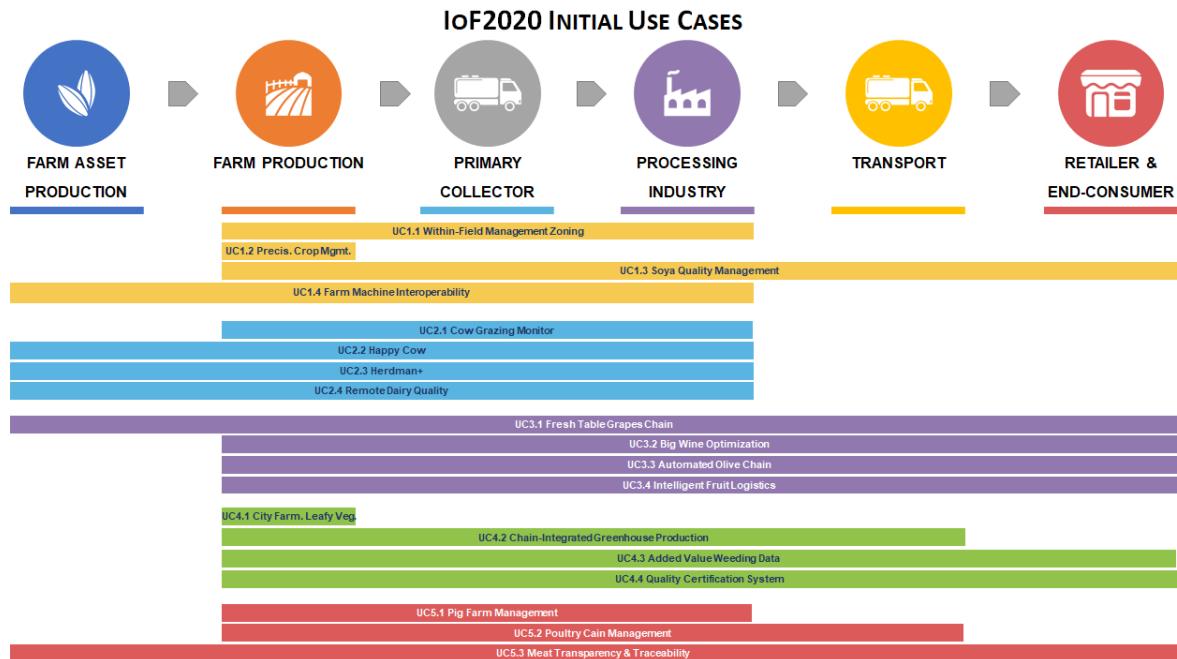 IoF2020 Initial Use Cases
FARM ASSET
PRODUCTION
FARM PRODUCTION
PRIMARY
COLLECTOR
PROCESSING
INDUSTRY
TRANSPORT
RETAILER &
END-CONSUMER
UC1.1 Within-Field Management Zoning
UC1.2 Precis. Crop Mgmt.
UC1.3 Soya Quality Management
UC1.4 Farm Machine Interoperability
UC2.1 Cow Grazing Monitor
UC2.2 Happy Cow
UC2.3 Herdman+
UC2.4 Remote Dairy Quality
UC3.1 Fresh Table Grapes Chain
UC3.2 Big Wine Optimization
UC3.3 Automated Olive Chain
UC3.4 Intelligent Fruit Logistics
UC4.1 City Farm. Leafy Veg.
UC4.2 Chain-Integrated Greenhouse Production
UC4.3 Added Value Weeding Data
UC4.4 Quality Certification System
UC5.1 Pig Farm Management
UC5.2 Poultry Cain Management
UC5.3 Meat Transparency & Traceability